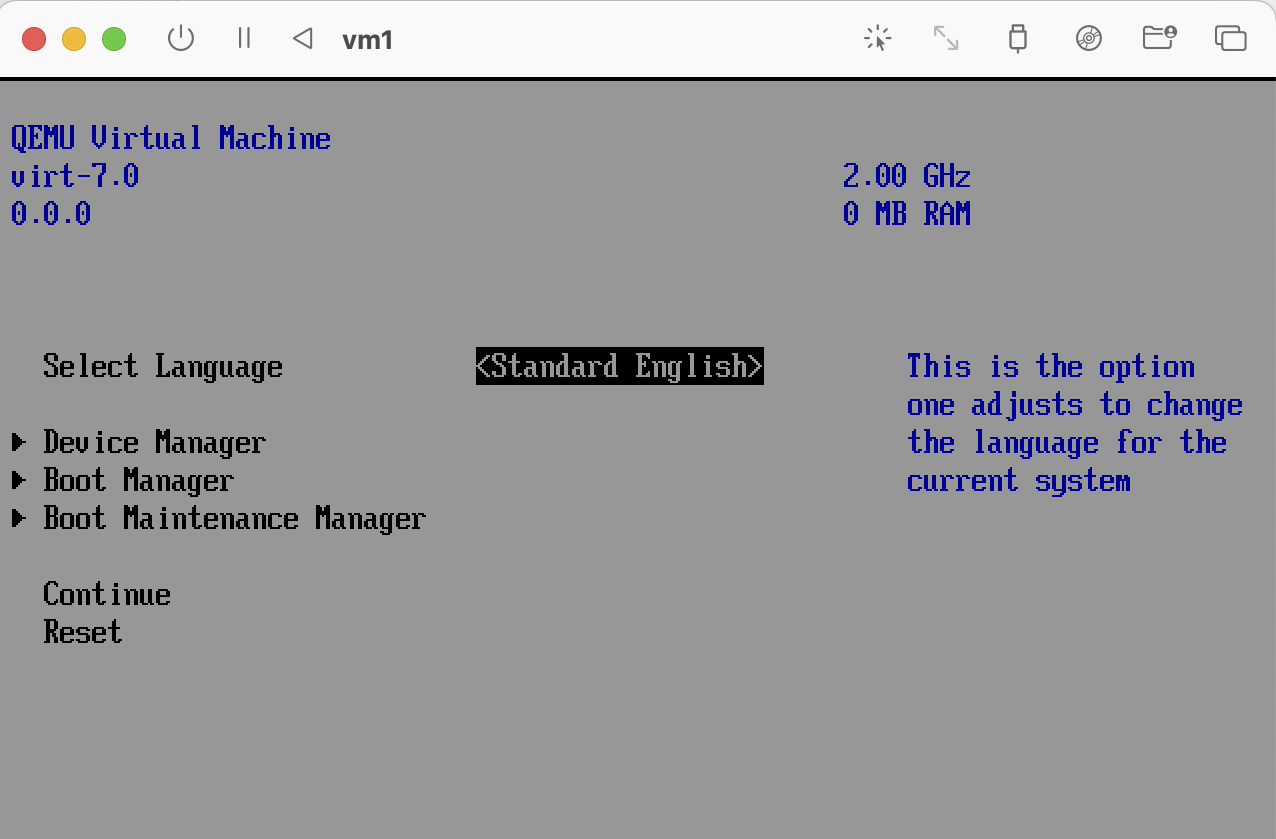 vm1
QEMU Virtual Machine
virt-7.0
2.00 GHz
0.0.0
0 MB RAM
Select Language
<Standard English>
This is the option
one adjusts to change
the language for the
current system
Device Manager
Boot Manager
Boot Maintenance Manager
Continue
Reset